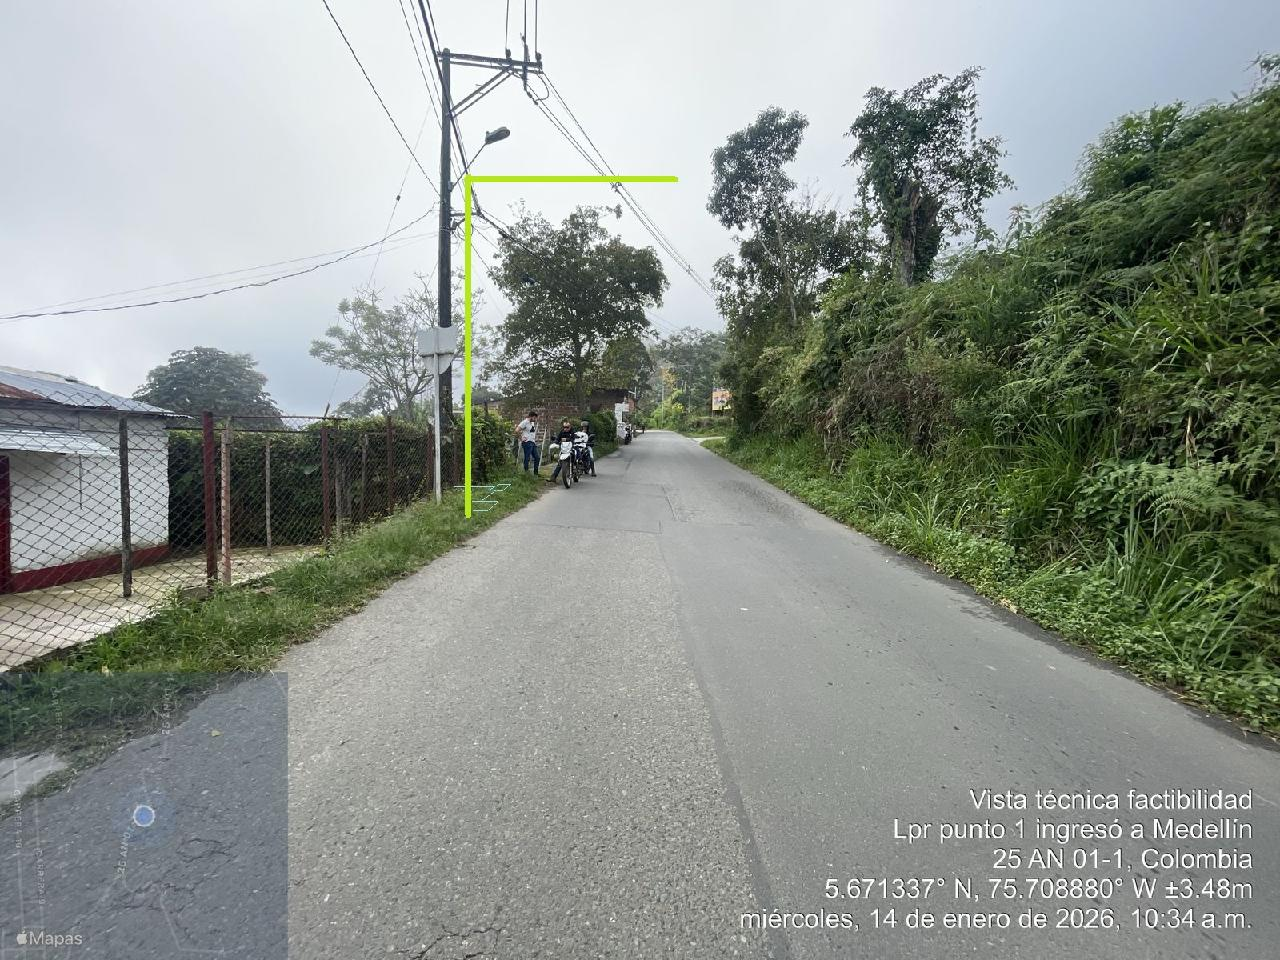 Vista técnica factibilidad
Lpr punto 1 ingresó a Medellín
25 AN 01-1, Colombia
5.671337° N, 75.708880° W ±3.48m
miércoles, 14 de enero de 2026, 10:34 a.m.
Mapas